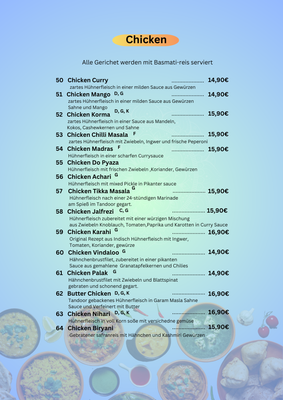 Chicken
Alle Gerichet werden mit Basmati-reis serviert
50 Chicken Curry 14,90€
zartes Hühnerfleisch in einer milden Sauce aus Gewürzen
51 Chicken Mango D, G 14,90€
zartes Hühnerfleisch in einer milden Sauce aus Gewürzen
Sahne und Mango
52 Chicken Korma D, G, K 15,90€
zartes Hühnerfleisch in einer Sauce aus Mandeln,
Kokos, Cashewkernen und Sahne
53 Chicken Chilli Masala F 15,90€
zartes Hühnerfleisch mit Zwiebeln, Ingwer und frische Peperoni
54 Chicken Madras F 15,90€
Hühnerfleisch in einer scharfen Currysauce
55 Chicken Do Pyaza
Hühnerfleisch mit frischen Zwiebeln ,Koriander, Gewürzen
56 Chicken Achari G
Hühnerfleisch mit mixed Pickle in Pikanter sauce
57 Chicken Tikka Masala G 15,90€
Hühnerfleisch nach einer 24-stündigen Marinade
am Spieß im Tandoor gegart.
58 Chicken Jalfrezi C, G 15,90€
Hühnerfleisch zubereitet mit einer würzigen Mischung
aus Zwiebeln Knoblauch, Tomaten,Paprika und Karotten in Curry Sauce
59 Chicken Karahi G 16,90€
Original Rezept aus Indisch Hühnerfleisch mit Ingwer,
Tomaten, Koriander, gewürze
60 Chicken Vindaloo G 14,90€
Hähnchenbrustfilet, zubereitet in einer pikanten
Sauce aus gemahlene Granatapfelkernen und Chilies
61 Chicken Palak G 14,90€
Hähnchenbrustfilet mit Zwiebeln und Blattspinat
gebraten und schonend gegart.
62 Butter Chicken D, G, K 16,90€
Tandoor gebackenes Hühnerfleisch in Garam Masla Sahne
Sauce und Verfeinert mit Butter
63 Chicken Nihari D, G, K 16,90€
Hühnerfleisch in voll Korn soße mit versichedne gemüse
64 Chicken Biryani 15,90€
Gebratener safranreis mit Hähnchen und Kashmiri Gewürzen